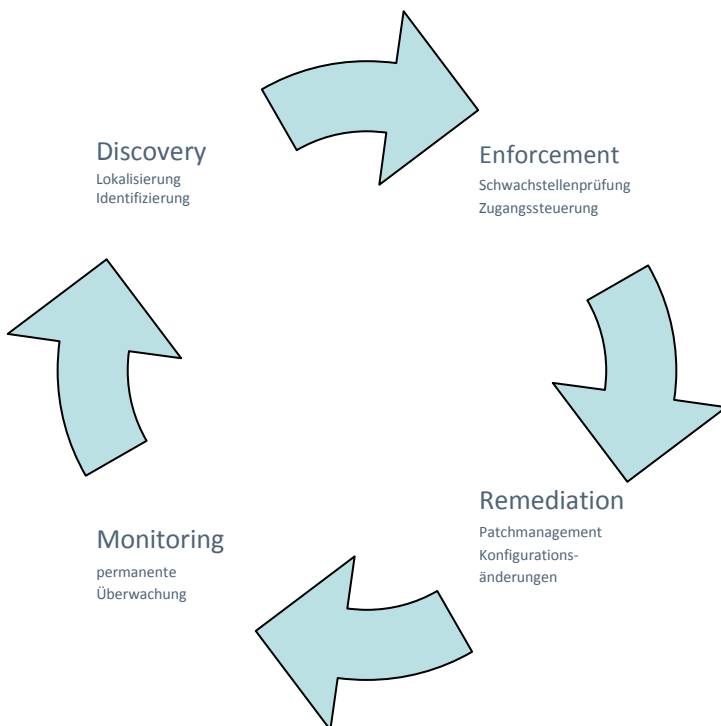 Discovery
Lokalisierung
Identifizierung
Enforcement
Schwachstellenprüfung
Zugangssteuerung
Remediation
Patchmanagement
Konfigurations-
änderungen
Monitoring
permanente
Überwachung